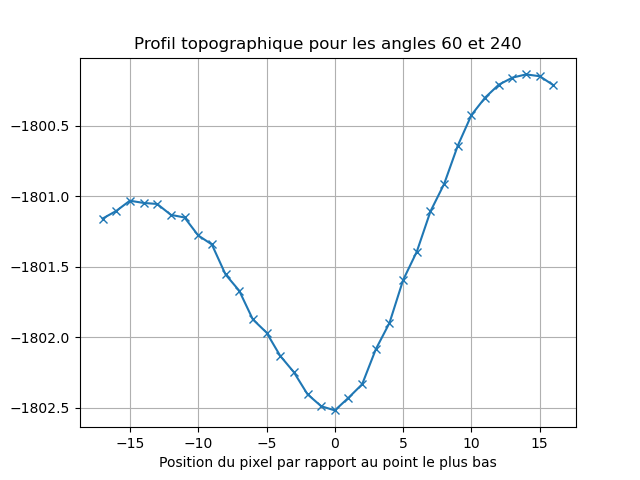 Profil topographique pour les angles 60 et 240
−1800.5
−1801.0
−1801.5
−1802.0
−1802.5
−15 −10 −5 0 5 10 15
Position du pixel par rapport au point le plus bas